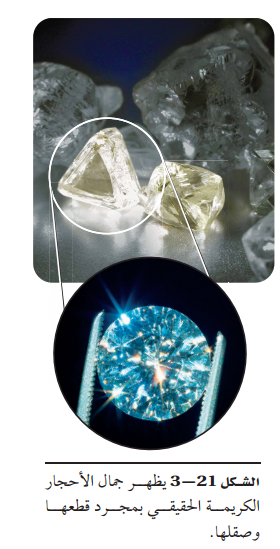 الشكل 21–3 يظهر جمال الأحجار
الكريمة الحقيقي بمجرد قطعها
وصقلها.